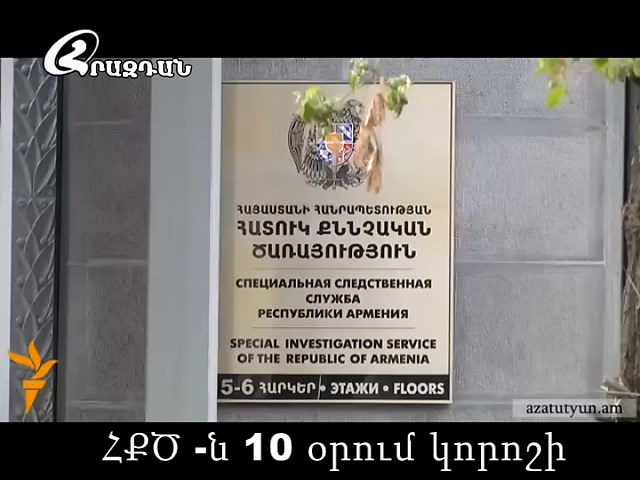 ՀՐԱԶԴԱՆ
ՀԱՅԱՍՏԱՆԻ ՀԱՆՐԱՊԵՏՈՒԹՅԱՆ
ՀԱՏՈՒԿ ՔՆՆՉԱԿԱՆ
ԾԱՌԱՅՈՒԹՅՈՒՆ
СПЕЦИАЛЬНАЯ СЛЕДСТВЕННАЯ
СЛУЖБА
РЕСПУБЛИКИ АРМЕНИЯ
SPECIAL INVESTIGATION SERVICE
OF THE REPUBLIC OF ARMENIA
5-6 ՀԱՐԿԵՐ • ЭТАЖИ • FLOORS
azatutyun.am
ՀՔԾ -ն 10 օրում կորոշի